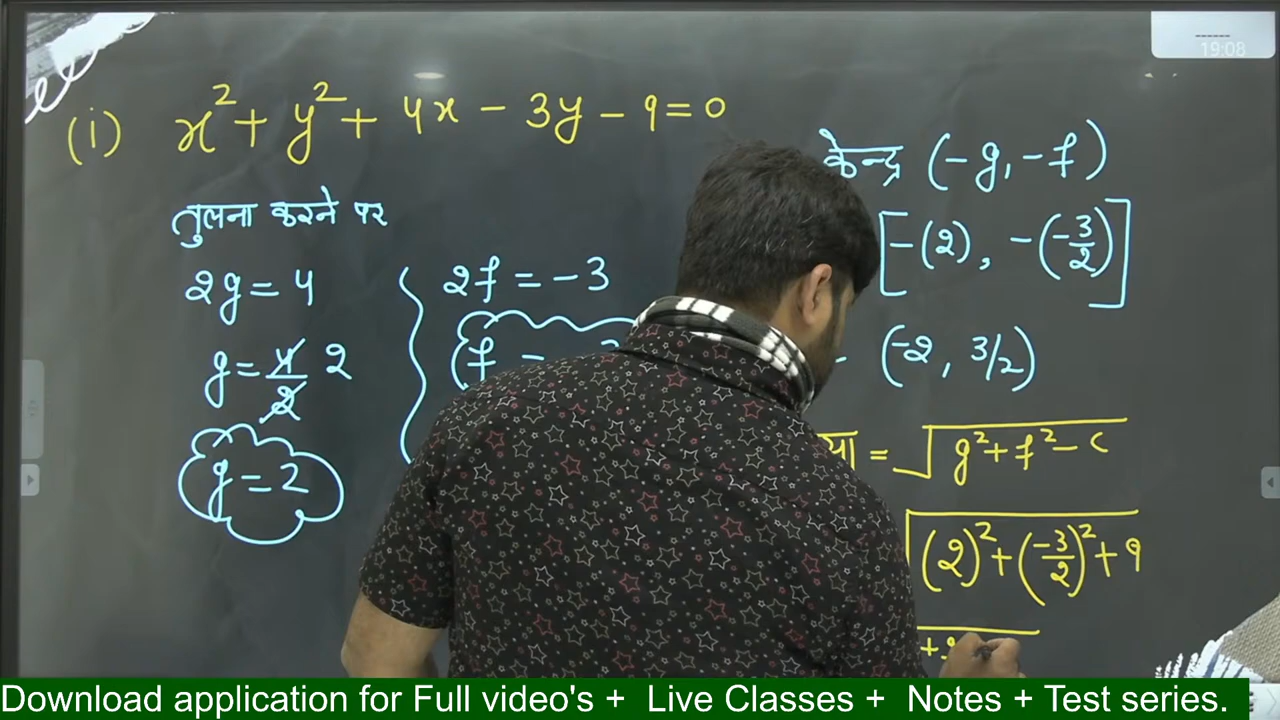 19:08
(i) x² + y² + 4x - 3y - 9 = 0
तुलना करने पर
2g = 4
g = 4/2 2
g = 2
2f = -3
f =
केन्द्र (-g, -f)
[-(2), -(-3/2)]
(-2, 3/2)
= √g² + f² - c
√(2)² + (-3/2)² + 9
Download application for Full video's + Live Classes + Notes + Test series.